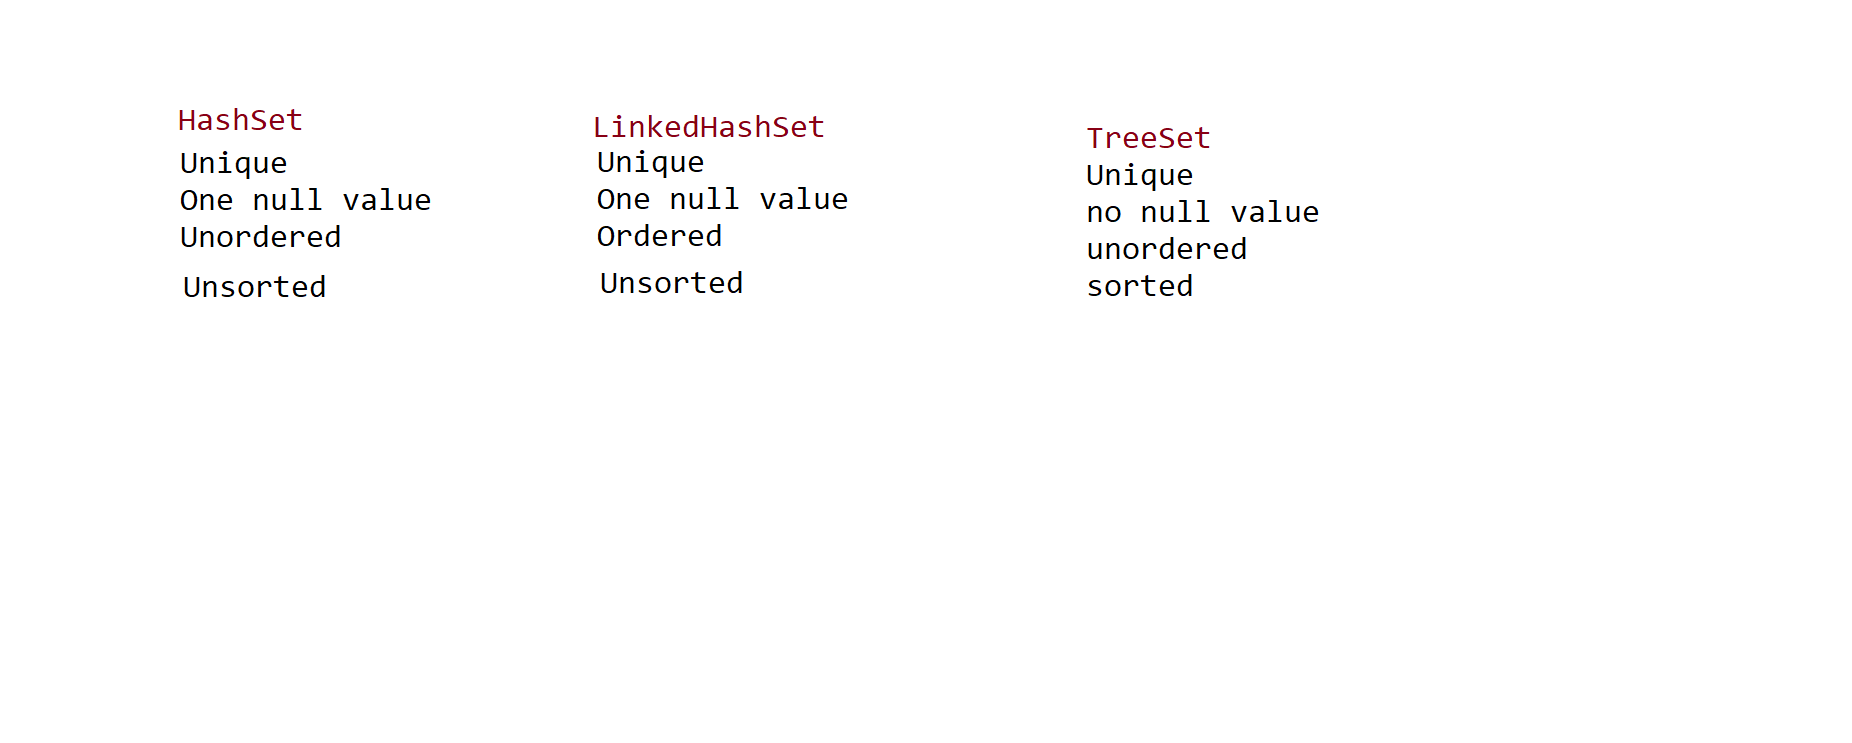 HashSet
Unique
One null value
Unordered
Unsorted
LinkedHashSet
Unique
One null value
Ordered
Unsorted
TreeSet
Unique
no null value
unordered
sorted